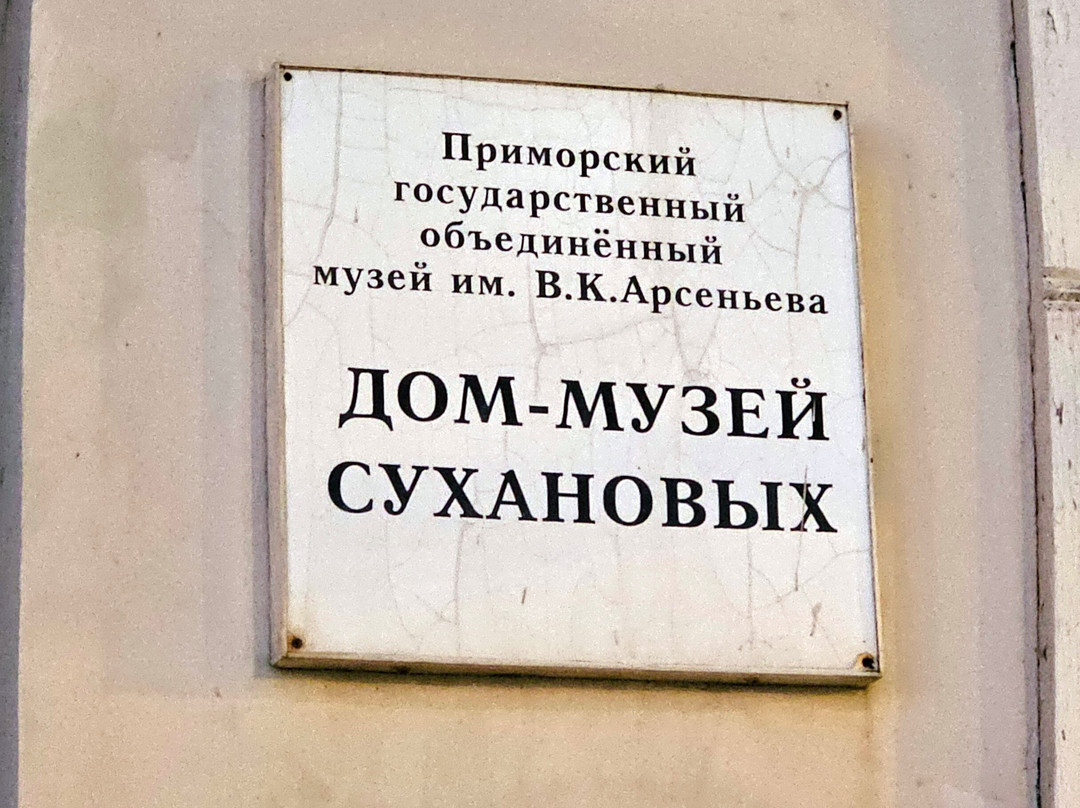 Приморский
государственный
объединённый
музей им. В.К.Арсеньева
ДОМ-МУЗЕЙ
СУХАНОВЫХ